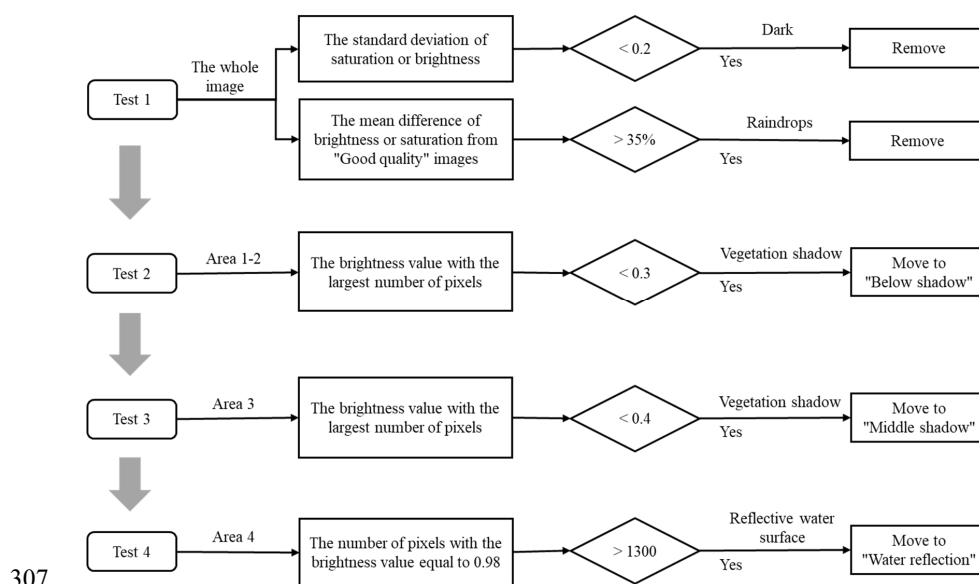 Test 1
The whole
image
The standard deviation of
saturation or brightness
< 0.2
Dark
Yes
Remove
The mean difference of
brightness or saturation from
"Good quality" images
> 35%
Raindrops
Yes
Remove
Test 2
Area 1-2
The brightness value with the
largest number of pixels
< 0.3
Vegetation shadow
Yes
Move to
"Below shadow"
Test 3
Area 3
The brightness value with the
largest number of pixels
< 0.4
Vegetation shadow
Yes
Move to
"Middle shadow"
Test 4
Area 4
The number of pixels with the
brightness value equal to 0.98
> 1300
Reflective water
surface
Yes
Move to
"Water reflection"
307